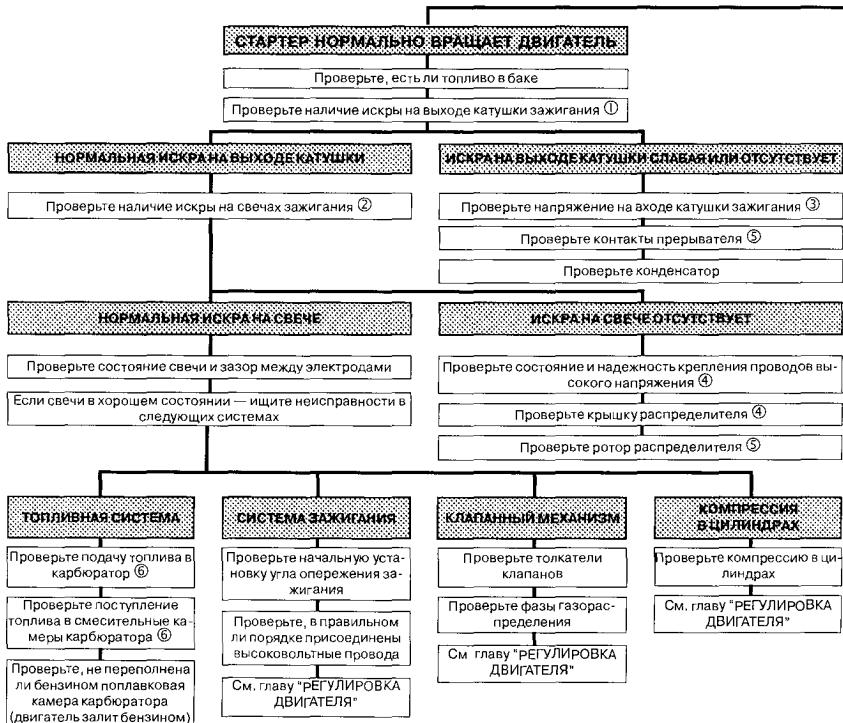 СТАРТЕР НОРМАЛЬНО ВРАЩАЕТ ДВИГАТЕЛЬ
Проверьте, есть ли топливо в баке
Проверьте наличие искры на выходе катушки зажигания ①
НОРМАЛЬНАЯ ИСКРА НА ВЫХОДЕ КАТУШКИ
Проверьте наличие искры на свечах зажигания ②
ИСКРА НА ВЫХОДЕ КАТУШКИ СЛАБАЯ ИЛИ ОТСУТСТВУЕТ
Проверьте напряжение на входе катушки зажигания ③
Проверьте контакты прерывателя ⑤
Проверьте конденсатор
НОРМАЛЬНАЯ ИСКРА НА СВЕЧЕ
Проверьте состояние свечи и зазор между электродами
Если свечи в хорошем состоянии — ищите неисправности в
следующих системах
ИСКРА НА СВЕЧЕ ОТСУТСТВУЕТ
Проверьте состояние и надежность крепления проводов вы-
сокого напряжения ④
Проверьте крышку распределителя ④
Проверьте ротор распределителя ⑤
ТОПЛИВНАЯ СИСТЕМА
Проверьте подачу топлива в
карбюратор ⑥
Проверьте поступление
топлива в смесительные ка-
меры карбюратора ⑥
Проверьте, не переполнена
ли бензином поплавковая
камера карбюратора
(двигатель залит бензином)
СИСТЕМА ЗАЖИГАНИЯ
Проверьте начальную уста-
новку угла опережения за-
жигания
Проверьте, в правильном
ли порядке присоединены
высоковольтные провода
См. главу "РЕГУЛИРОВКА
ДВИГАТЕЛЯ"
КЛАПАННЫЙ МЕХАНИЗМ
Проверьте толкатели
клапанов
Проверьте фазы газорас-
пределения
См главу "РЕГУЛИРОВКА
ДВИГАТЕЛЯ"
КОМПРЕССИЯ
В ЦИЛИНДРАХ
Проверьте компрессию в ци-
линдрах
См. главу "РЕГУЛИРОВКА
ДВИГАТЕЛЯ"